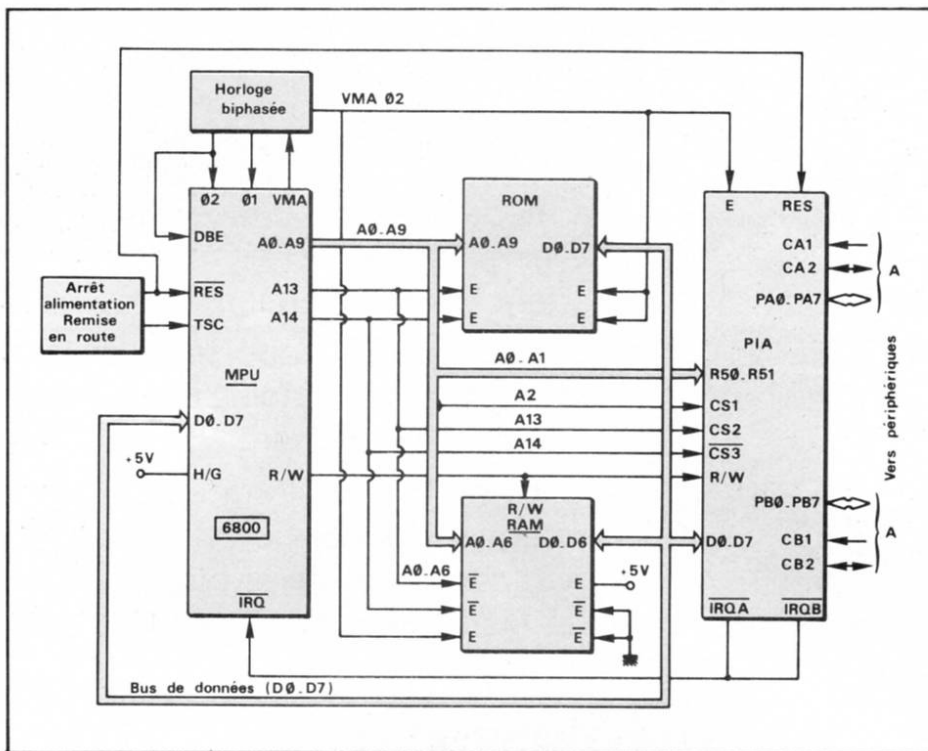 Horloge
biphasée
VMA Ø2
Ø2 Ø1 VMA
DBE
A0.A9
A0.A9
ROM
A0.A9
D0.D7
E RES
CA1
CA2
A
PA0.PA7
Arrêt
alimentation
Remise
en route
RES
TSC
A13
A14
E
E
E
E
MPU
PIA
A0.A1
R50.R51
A2
CS1
A13
CS2
A14
CS3
D0.D7
+5V
H/G
R/W
R/W
Vers périphériques
6800
R/W
RAM
A0.A6
D0.D6
A0.A6
E
E
E
E
E
E
+5V
D0.D7
PB0.PB7
CB1
CB2
A
IRQ
IRQA
IRQB
Bus de données (D0.D7)